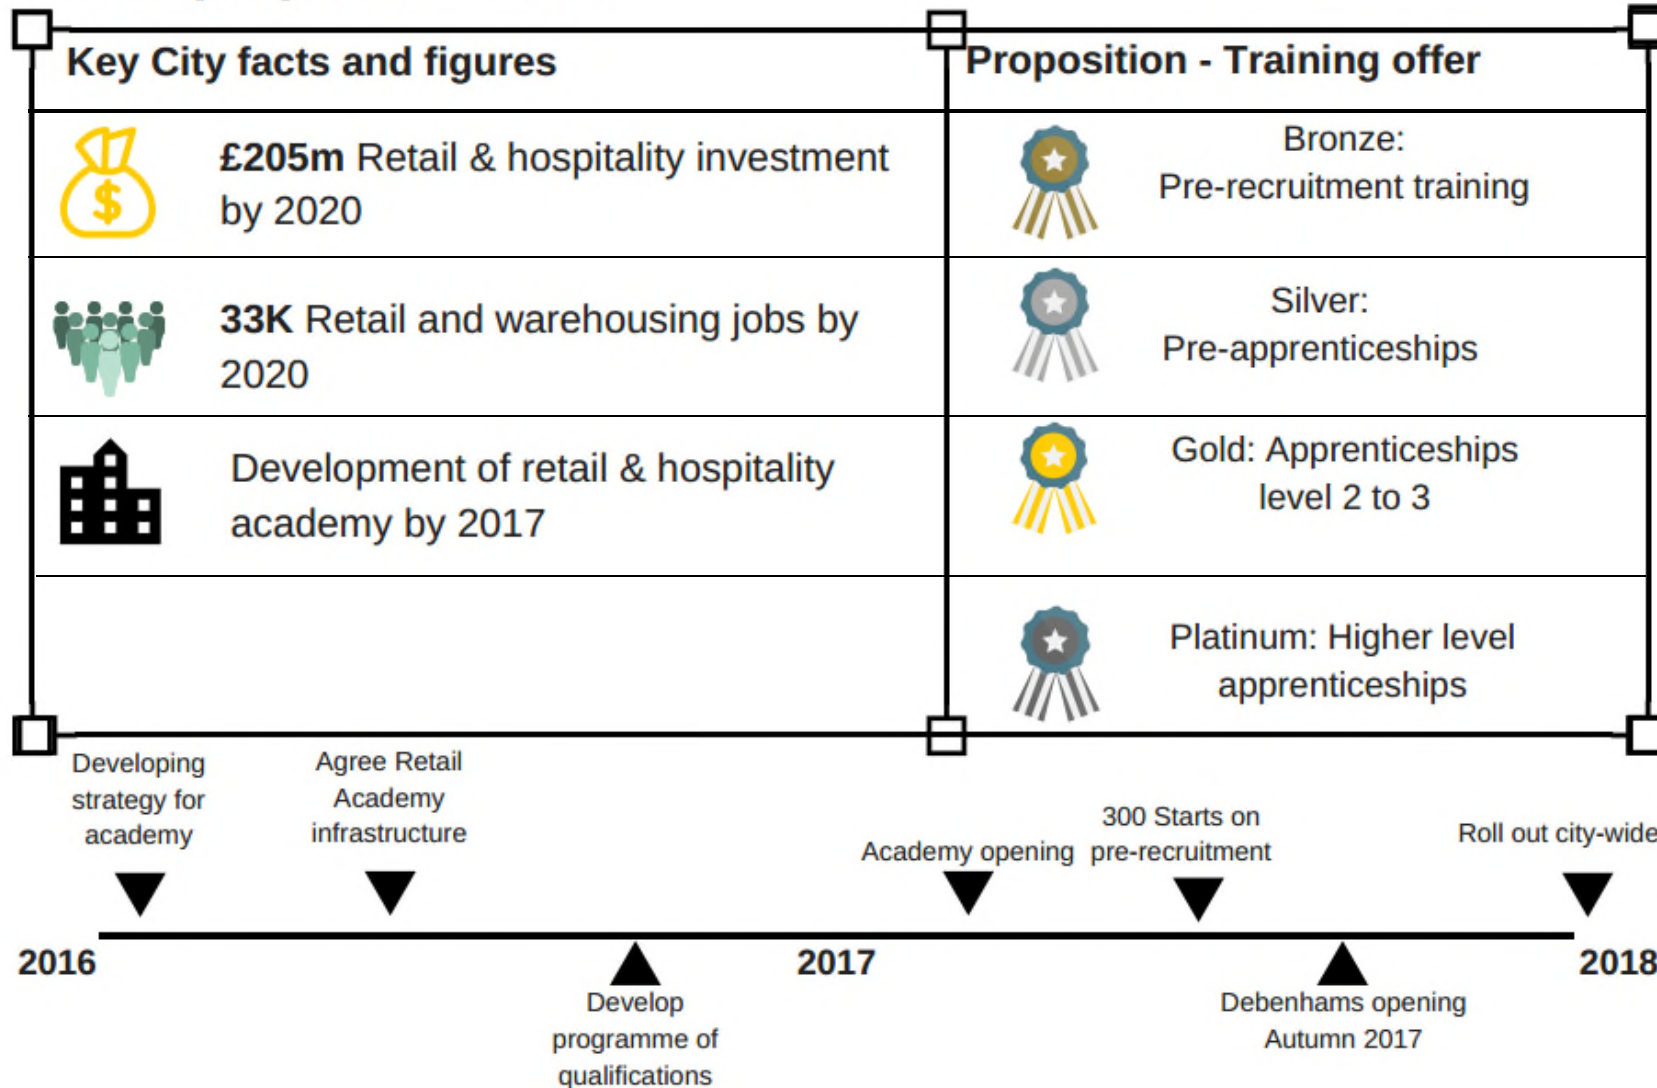 Key City facts and figures
Proposition - Training offer
£205m Retail & hospitality investment
by 2020
33K Retail and warehousing jobs by
2020
Development of retail & hospitality
academy by 2017
Bronze:
Pre-recruitment training
Silver:
Pre-apprenticeships
Gold: Apprenticeships
level 2 to 3
Platinum: Higher level
apprenticeships
Developing
strategy for
academy
Agree Retail
Academy
infrastructure
Academy opening
300 Starts on
pre-recruitment
Roll out city-wide
2016
2017
2018
Develop
programme of
qualifications
Debenhams opening
Autumn 2017